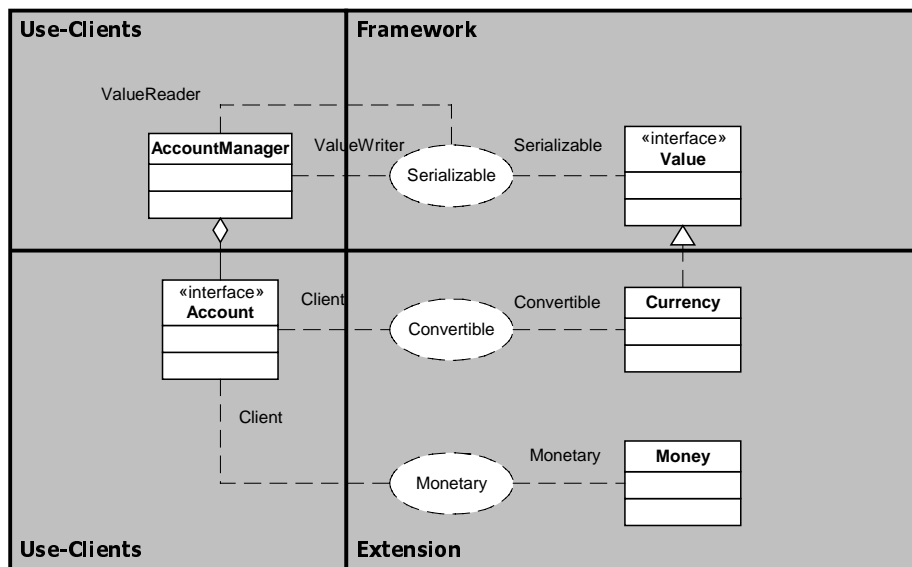 Use-Clients
Framework
ValueReader
AccountManager
ValueWriter
Serializable
Serializable
«interface»
Value
«interface»
Account
Client
Convertible
Convertible
Currency
Client
Monetary
Monetary
Money
Use-Clients
Extension